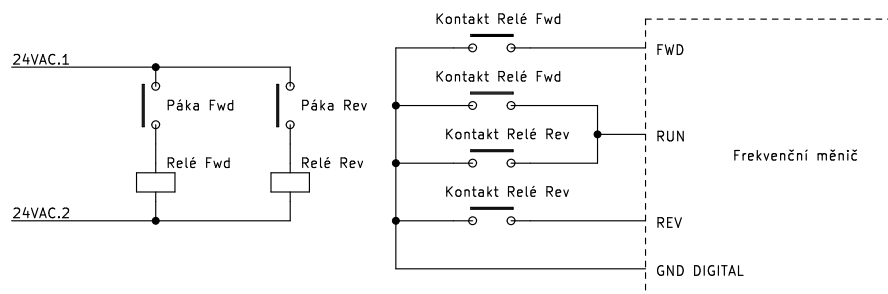 Kontakt Relé Fwd
FWD
24VAC.1
Kontakt Relé Fwd
Páka Fwd
Páka Rev
Kontakt Relé Rev
RUN
Frekvenční měnič
Relé Fwd
Relé Rev
Kontakt Relé Rev
24VAC.2
REV
GND DIGITAL